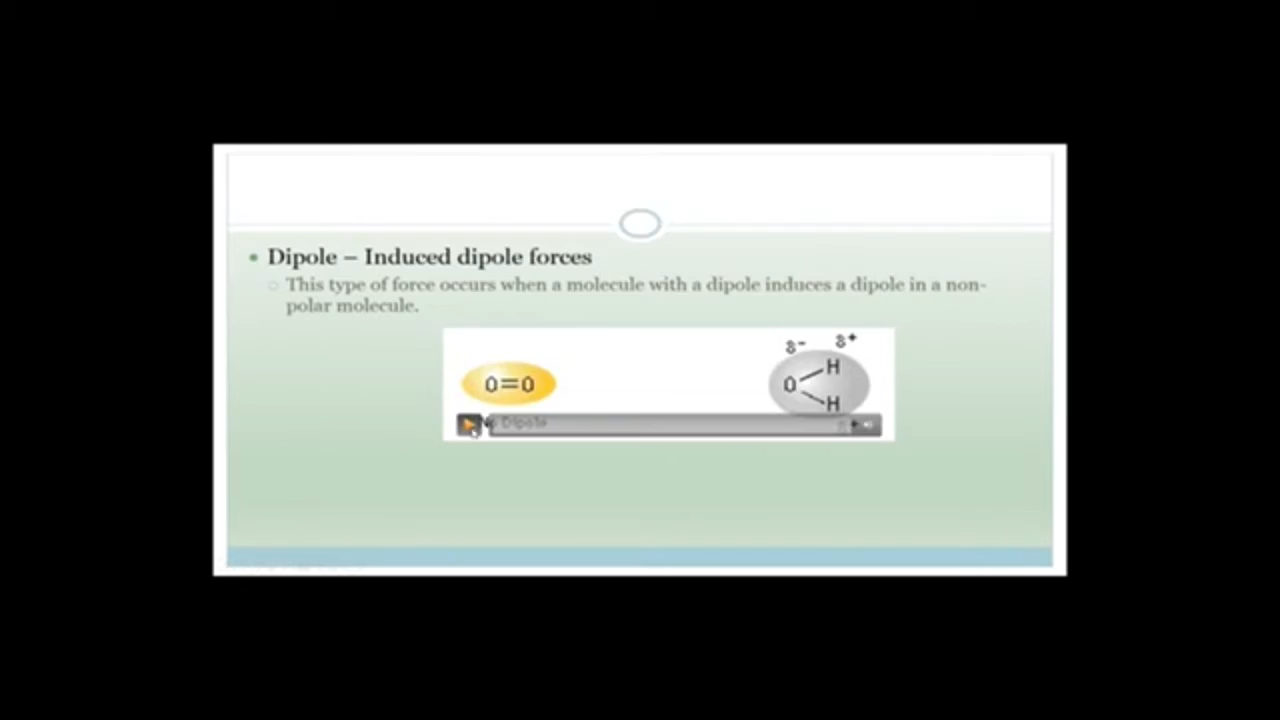 Dipole – Induced dipole forces
This type of force occurs when a molecule with a dipole induces a dipole in a non-
polar molecule.
δ- δ+
O=O
O H
H
Dipole